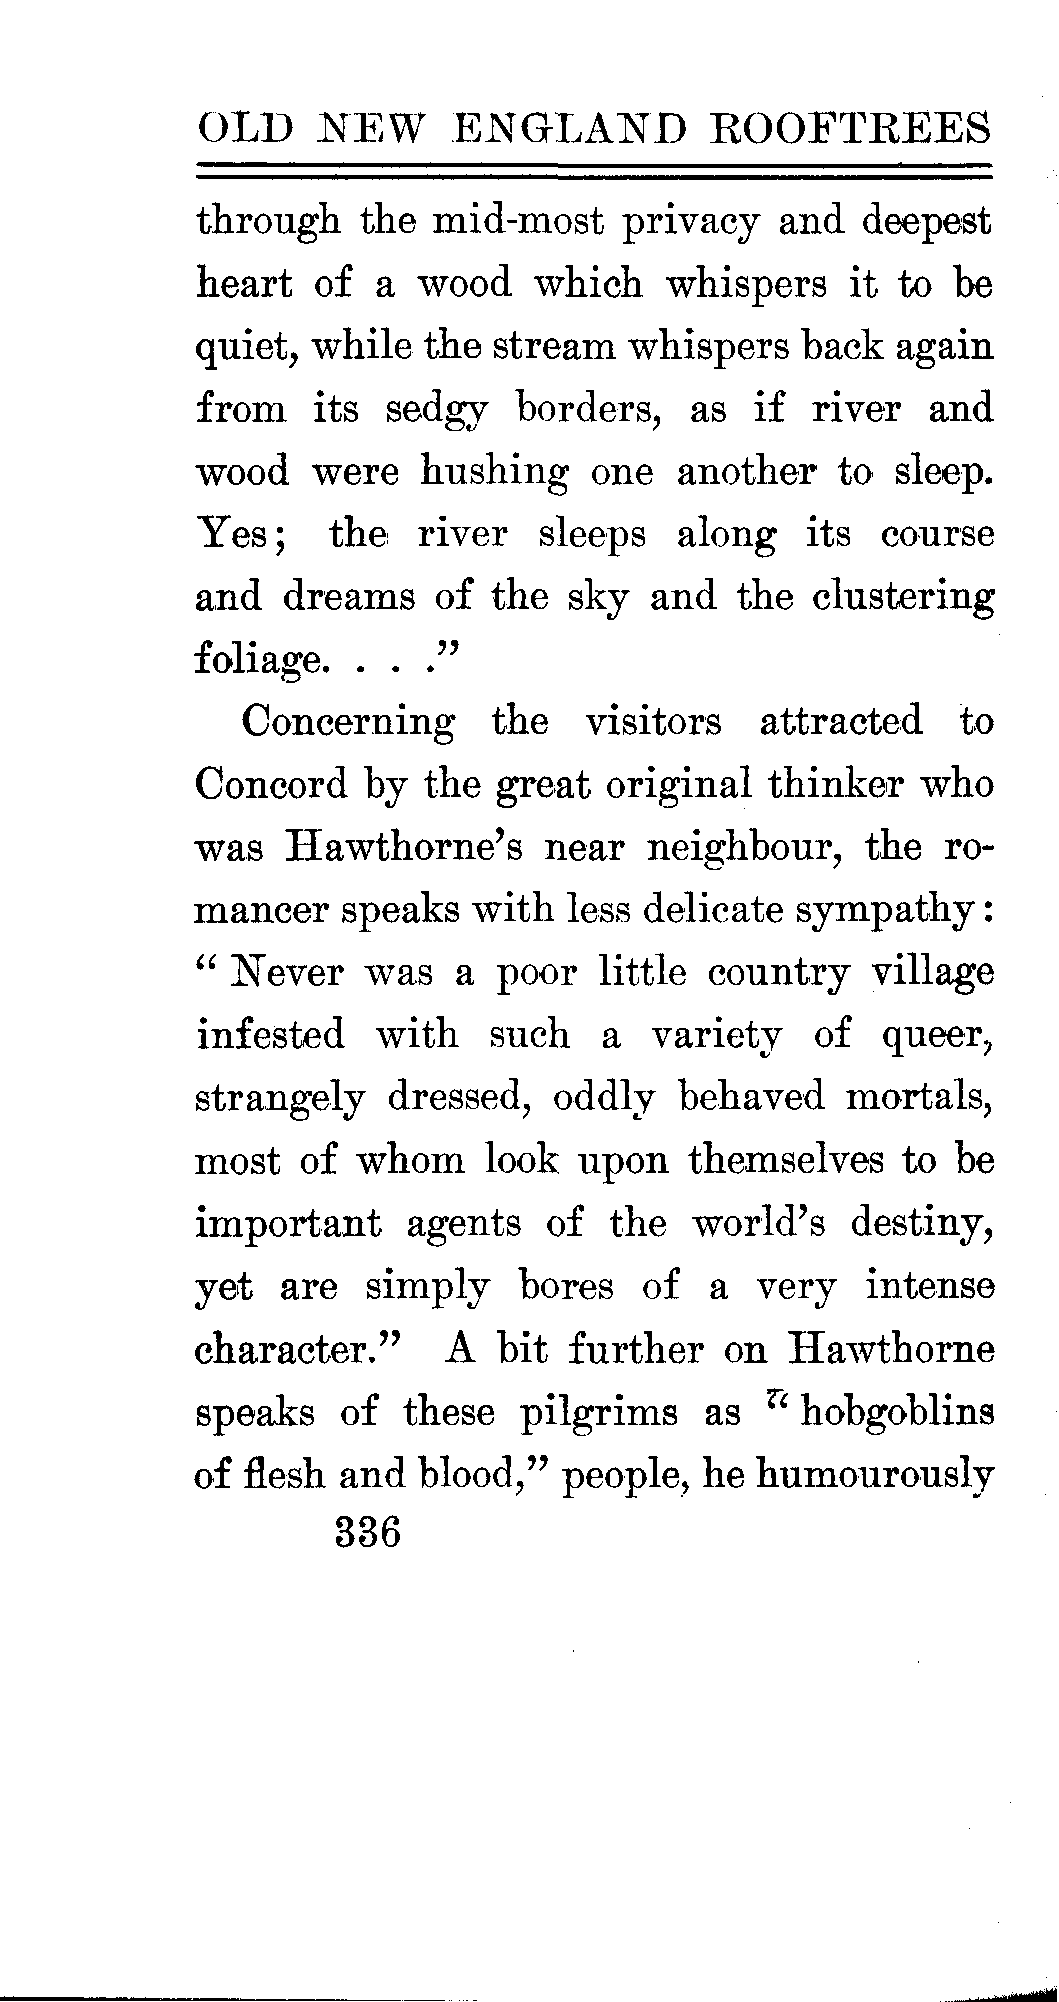 OLD NEW ENGLAND ROOFTREES
through the mid-most privacy and deepest
heart of a wood which whispers it to be
quiet, while the stream whispers back again
from its sedgy borders, as if river and
wood were hushing one another to sleep.
Yes; the river sleeps along its course
and dreams of the sky and the clustering
foliage. . . ."
Concerning the visitors attracted to
Concord by the great original thinker who
was Hawthorne's near neighbour, the ro-
mancer speaks with less delicate sympathy:
" Never was a poor little country village
infested with such a variety of queer,
strangely dressed, oddly behaved mortals,
most of whom look upon themselves to be
important agents of the world's destiny,
yet are simply bores of a very intense
character." A bit further on Hawthorne
speaks of these pilgrims as " hobgoblins
of flesh and blood," people, he humourously
336